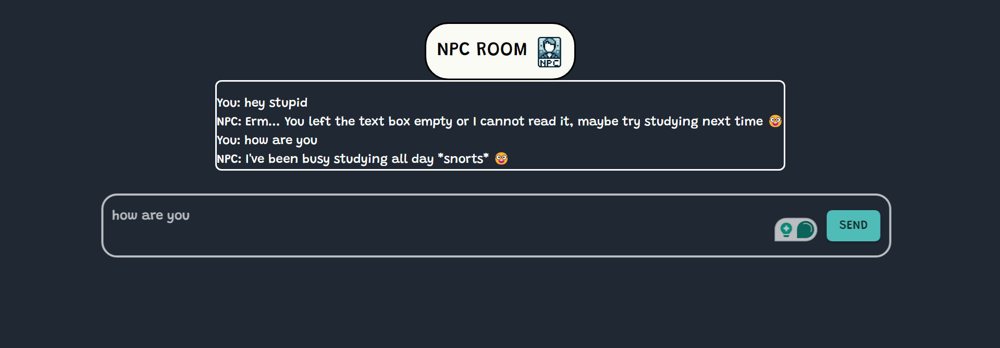 NPC ROOM
NPC
You: hey stupid
NPC: Erm... You left the text box empty or I cannot read it, maybe try studying next time 🤓
You: how are you
NPC: I've been busy studying all day *snorts* 🤓
how are you
SEND